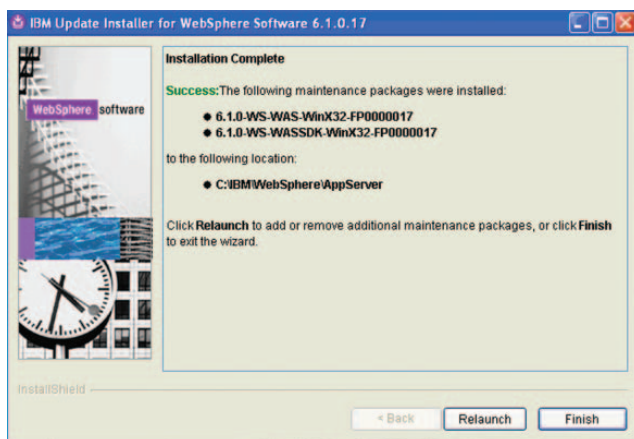 IBM Update Installer for WebSphere Software 6.1.0.17
WebSphere software
Installation Complete
Success:The following maintenance packages were installed:
● 6.1.0-WS-WAS-WinX32-FP0000017
● 6.1.0-WS-WASSDK-WinX32-FP0000017
to the following location:
● C:\IBM\WebSphere\AppServer
Click Relaunch to add or remove additional maintenance packages, or click Finish
to exit the wizard.
InstallShield
< Back
Relaunch
Finish